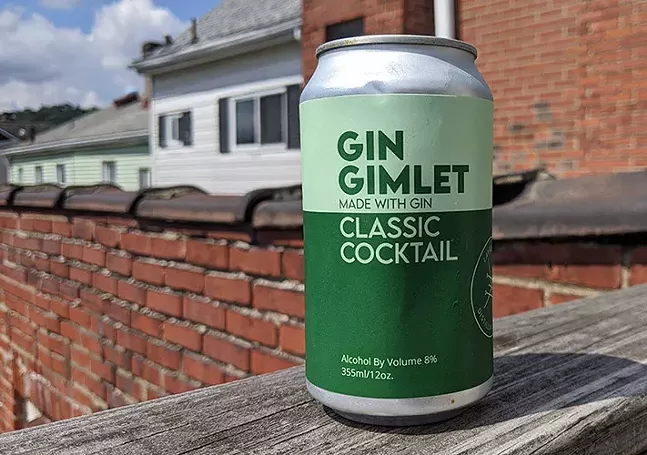 GIN
GIMLET
MADE WITH GIN
CLASSIC
COCKTAIL
Alcohol By Volume 8%
355ml/12oz.